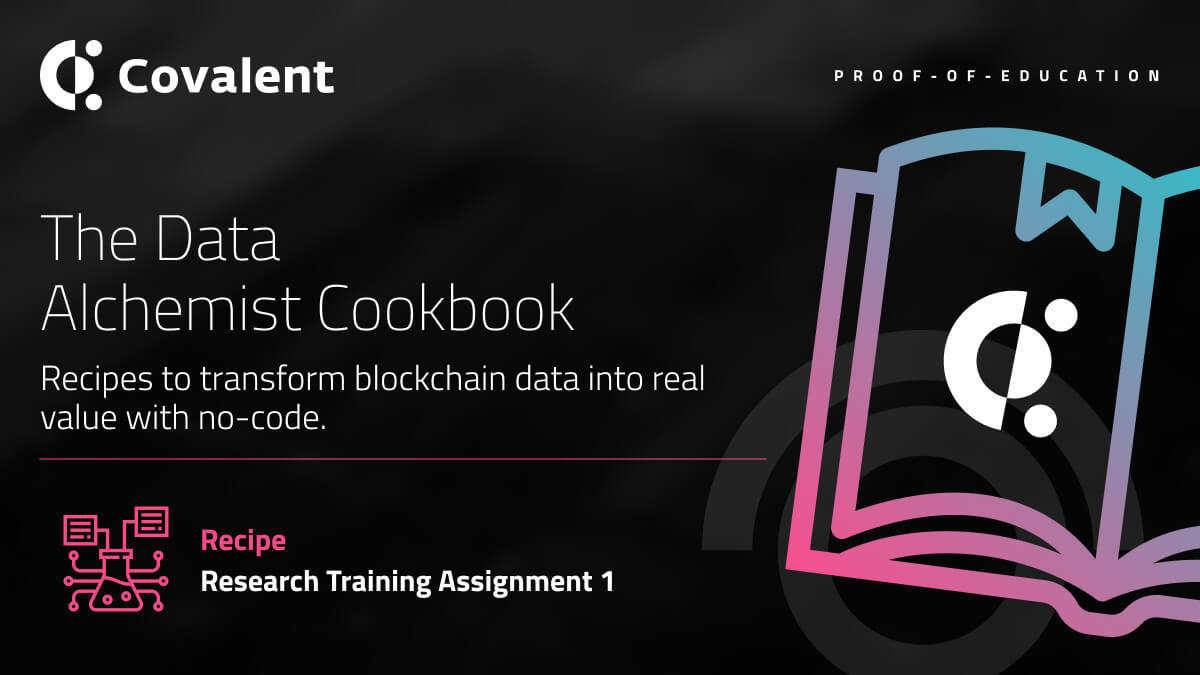 Covalent
PROOF-OF-EDUCATION
The Data
Alchemist Cookbook
Recipes to transform blockchain data into real
value with no-code.
Recipe
Research Training Assignment 1